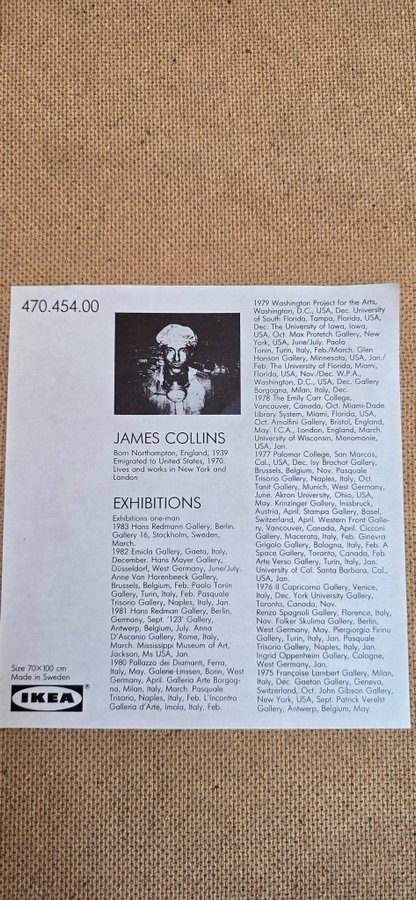 470.454.00
JAMES COLLINS
Born Northampton, England, 1939
Emigrated to United States, 1970.
Lives and works in New York and
London
EXHIBITIONS
Exhibitions one-man
1983 Hans Redmann Gallery, Berlin.
Gallery 16, Stockholm, Sweden,
March.
1982 Emicla Gallery, Gaeta, Italy,
December. Hans Mayer Gallery,
Düsseldorf, West Germany, June/July.
Anne Van Horenbeeck Gallery,
Brussels, Belgium, Feb. Paolo Tonin
Gallery, Turin, Italy, Feb. Pasquale
Trisorio Gallery, Naples, Italy, Jan.
1981 Hans Redman Gallery, Berlin,
Germany, Sept. '123' Gallery,
Antwerp, Belgium, July. Anna
D'Ascanio Gallery, Rome, Italy,
March. Mississippi Museum of Art,
Jackson, Ms USA, Jan.
1980 Pallazzo dei Diamanti, Ferra,
Italy, May. Galerie-Linssen, Bonn, West
Germany, April. Galleria Arte Borgog-
na, Milan, Italy, March. Pasquale
Trisorio, Naples, Italy, Feb. L'Incontro
Galleria d'Arte, Imola, Italy, Feb.
1979 Washington Project for the Arts,
Washington, D.C., USA, Dec. University
of South Florida, Tampa, Florida, USA,
Dec. The University of Iowa, Iowa,
USA, Oct. Max Protetch Gallery, New
York, USA, June/July. Paolo
Tonin, Turin, Italy, Feb./March. Glen
Hanson Gallery, Minnesota, USA, Jan./
Feb. The University of Florida, Miami,
Florida, USA, Nov./Dec. W.P.A.,
Washington, D.C., USA, Dec. Gallery
Borgogna, Milan, Italy, Dec.
1978 The Emily Carr College,
Vancouver, Canada, Oct. Miami-Dade
Library System, Miami, Florida, USA,
Oct. Arnolfini Gallery, Bristol, England,
May. I.C.A., London, England, March.
University of Wisconsin, Menomonie,
USA, Jan.
1977 Palomar College, San Marcos,
Cal., USA, Dec. Isy Brachot Gallery,
Brussels, Belgium, Nov. Pasquale
Trisorio Gallery, Naples, Italy, Oct.
Tanit Gallery, Munich, West Germany,
June. Akron University, Ohio, USA,
May. Krinzinger Gallery, Innsbruck,
Austria, April. Stampa Gallery, Basel,
Switzerland, April. Western Front Galle-
ry, Vancouver, Canada, April. Cicconi
Gallery, Macerata, Italy, Feb. Ginevra
Grigolo Gallery, Bologna, Italy, Feb. A
Space Gallery, Toronto, Canada, Feb.
Arte Verso Gallery, Turin, Italy, Jan.
University of Cal. Santa Barbara, Cal.,
USA, Jan.
1976 Il Capricorno Gallery, Venice,
Italy, Dec. York University Gallery,
Toronto, Canada, Nov.
Renzo Spagnoli Gallery, Florence, Italy,
Nov. Folker Skulima Gallery, Berlin,
West Germany, May. Piergiorgio Firinu
Gallery, Turin, Italy, Jan. Pasquale
Trisorio Gallery, Naples, Italy, Jan.
Ingrid Oppenheim Gallery, Cologne,
West Germany, Jan.
1975 Françoise Lambert Gallery, Milan,
Italy, Dec. Gaetan Gallery, Geneva,
Switzerland, Oct. John Gibson Gallery,
New York, USA, Sept. Patrick Verelst
Gallery, Antwerp, Belgium, May.
Size 70×100 cm
Made in Sweden
IKEA®